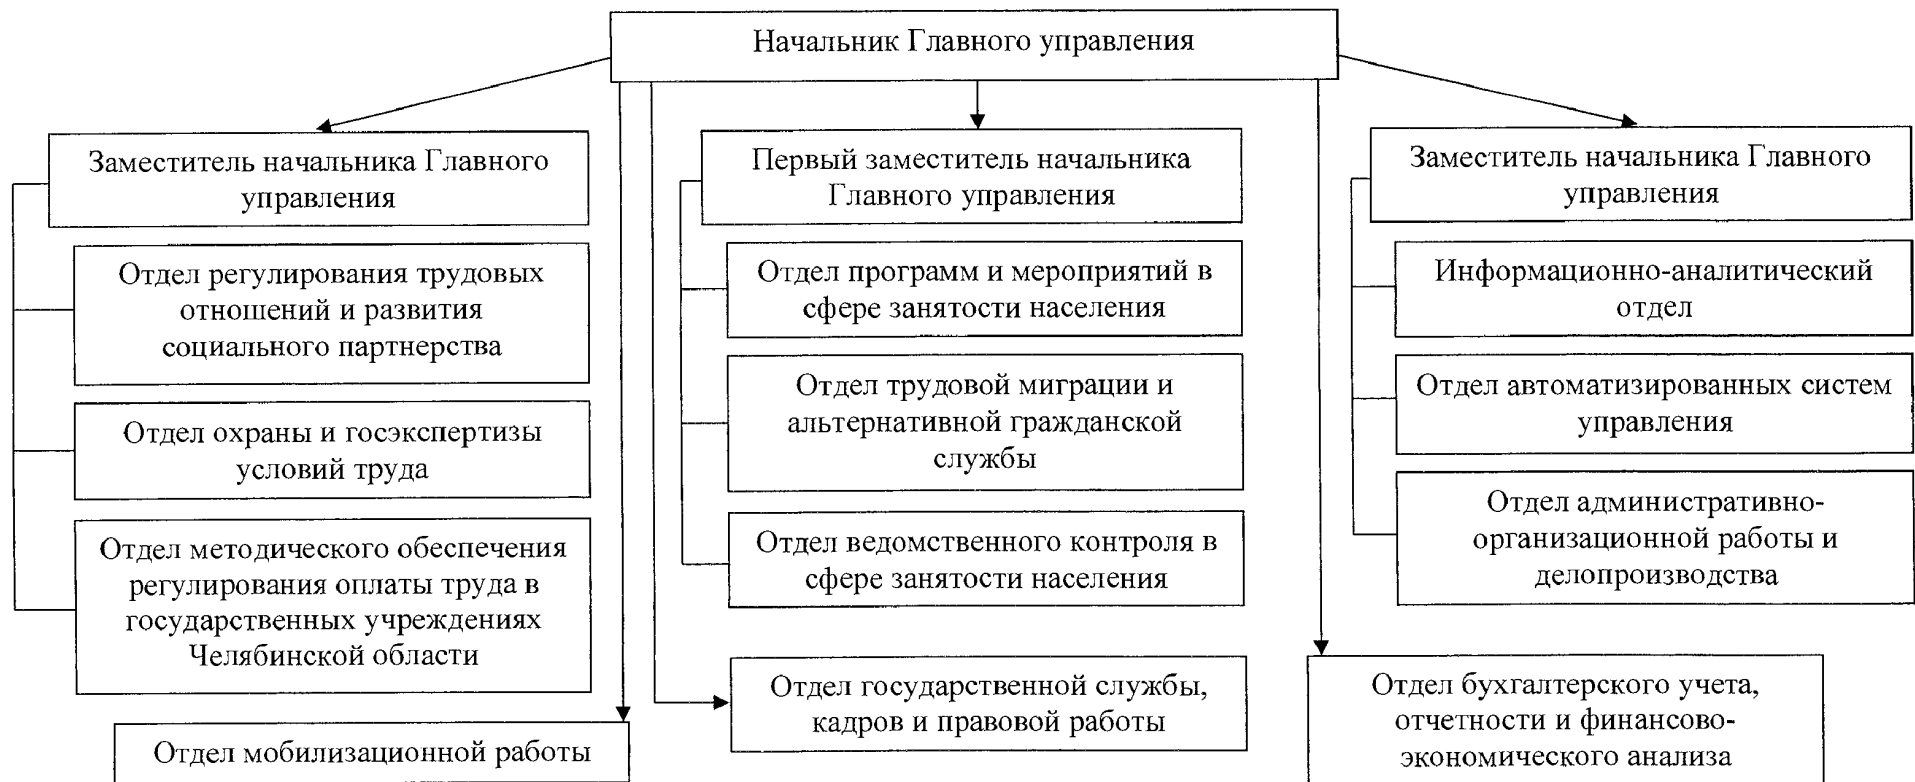 Начальник Главного управления
Заместитель начальника Главного
управления
Отдел регулирования трудовых
отношений и развития
социального партнерства
Отдел охраны и госэкспертизы
условий труда
Отдел методического обеспечения
регулирования оплаты труда в
государственных учреждениях
Челябинской области
Отдел мобилизационной работы
Первый заместитель начальника
Главного управления
Отдел программ и мероприятий в
сфере занятости населения
Отдел трудовой миграции и
альтернативной гражданской
службы
Отдел ведомственного контроля в
сфере занятости населения
Отдел государственной службы,
кадров и правовой работы
Заместитель начальника Главного
управления
Информационно-аналитический
отдел
Отдел автоматизированных систем
управления
Отдел административно-
организационной работы и
делопроизводства
Отдел бухгалтерского учета,
отчетности и финансово-
экономического анализа